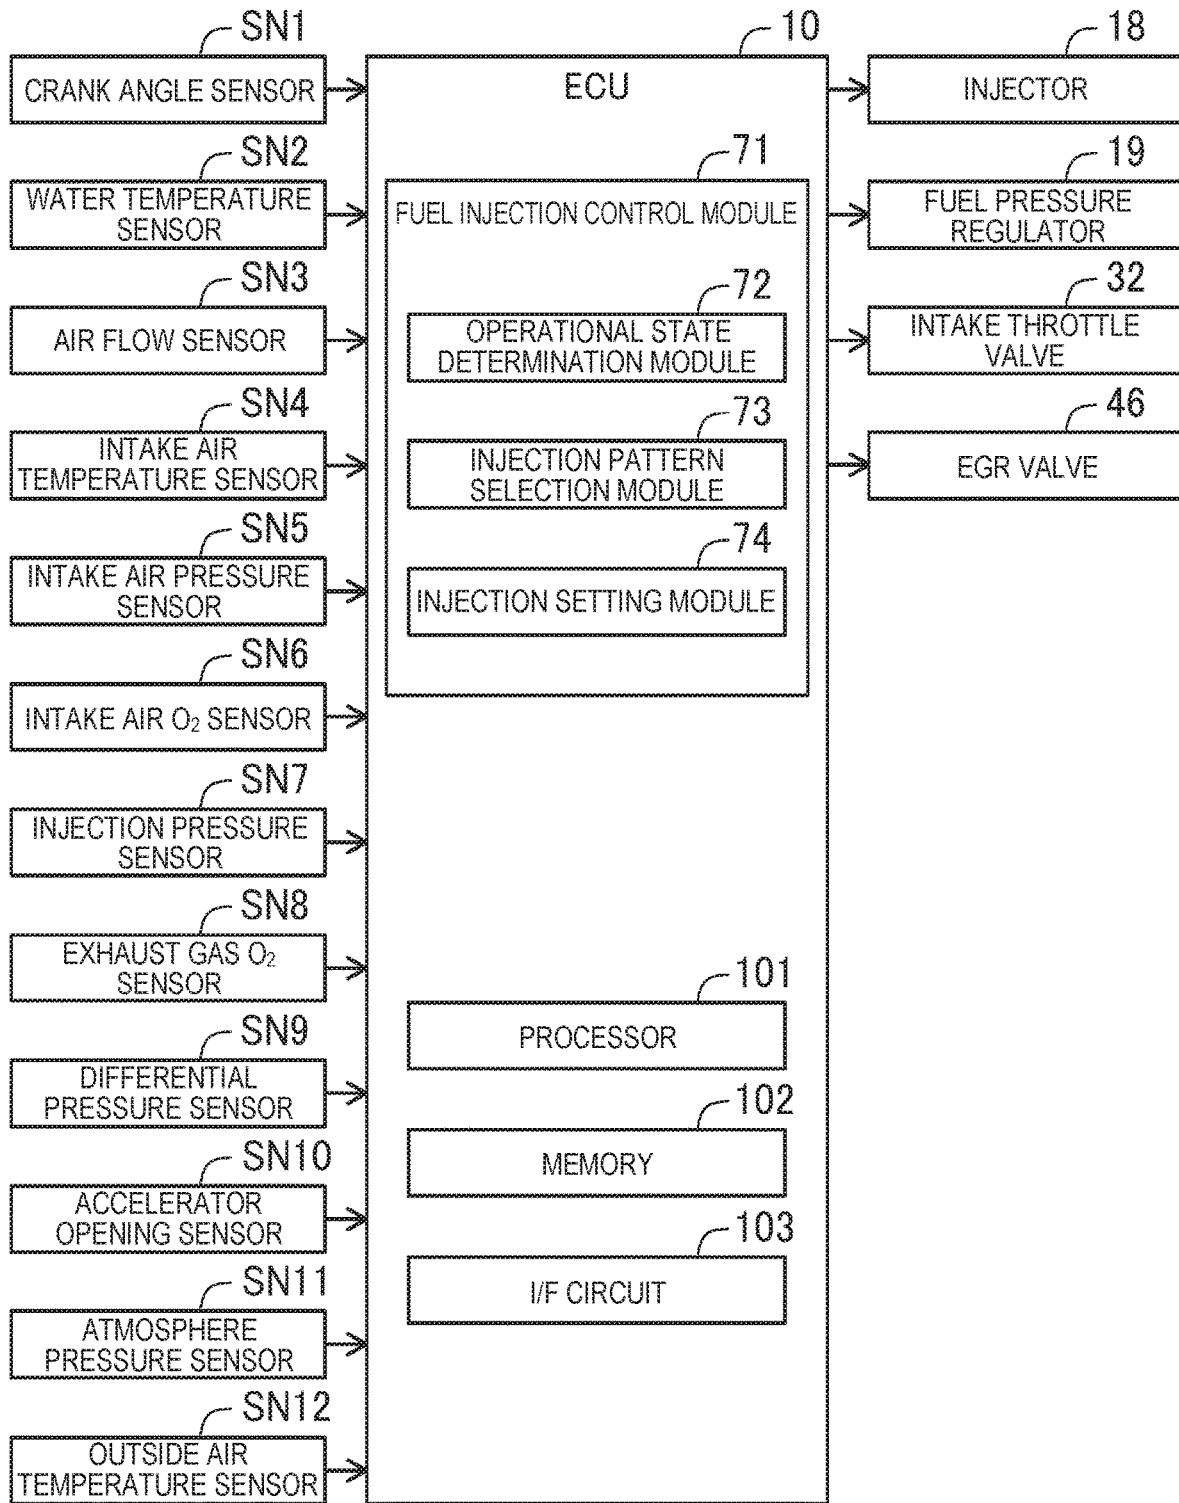 SN1
CRANK ANGLE SENSOR
SN2
WATER TEMPERATURE
SENSOR
SN3
AIR FLOW SENSOR
SN4
INTAKE AIR
TEMPERATURE SENSOR
SN5
INTAKE AIR PRESSURE
SENSOR
SN6
INTAKE AIR O₂ SENSOR
SN7
INJECTION PRESSURE
SENSOR
SN8
EXHAUST GAS O₂
SENSOR
SN9
DIFFERENTIAL
PRESSURE SENSOR
SN10
ACCELERATOR
OPENING SENSOR
SN11
ATMOSPHERE
PRESSURE SENSOR
SN12
OUTSIDE AIR
TEMPERATURE SENSOR
10
ECU
71
FUEL INJECTION CONTROL MODULE
72
OPERATIONAL STATE
DETERMINATION MODULE
73
INJECTION PATTERN
SELECTION MODULE
74
INJECTION SETTING MODULE
101
PROCESSOR
102
MEMORY
103
I/F CIRCUIT
18
INJECTOR
19
FUEL PRESSURE
REGULATOR
32
INTAKE THROTTLE
VALVE
46
EGR VALVE